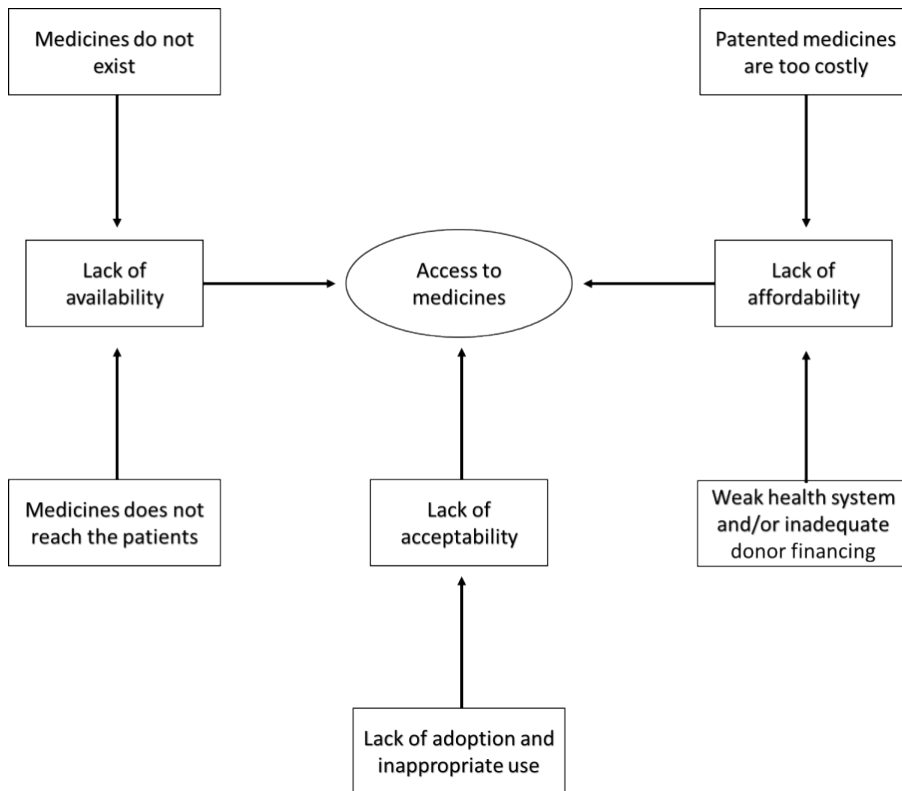 Medicines do not
exist
Patented medicines
are too costly
Lack of
availability
Access to
medicines
Lack of
affordability
Medicines does not
reach the patients
Lack of
acceptability
Weak health system
and/or inadequate
donor financing
Lack of adoption and
inappropriate use